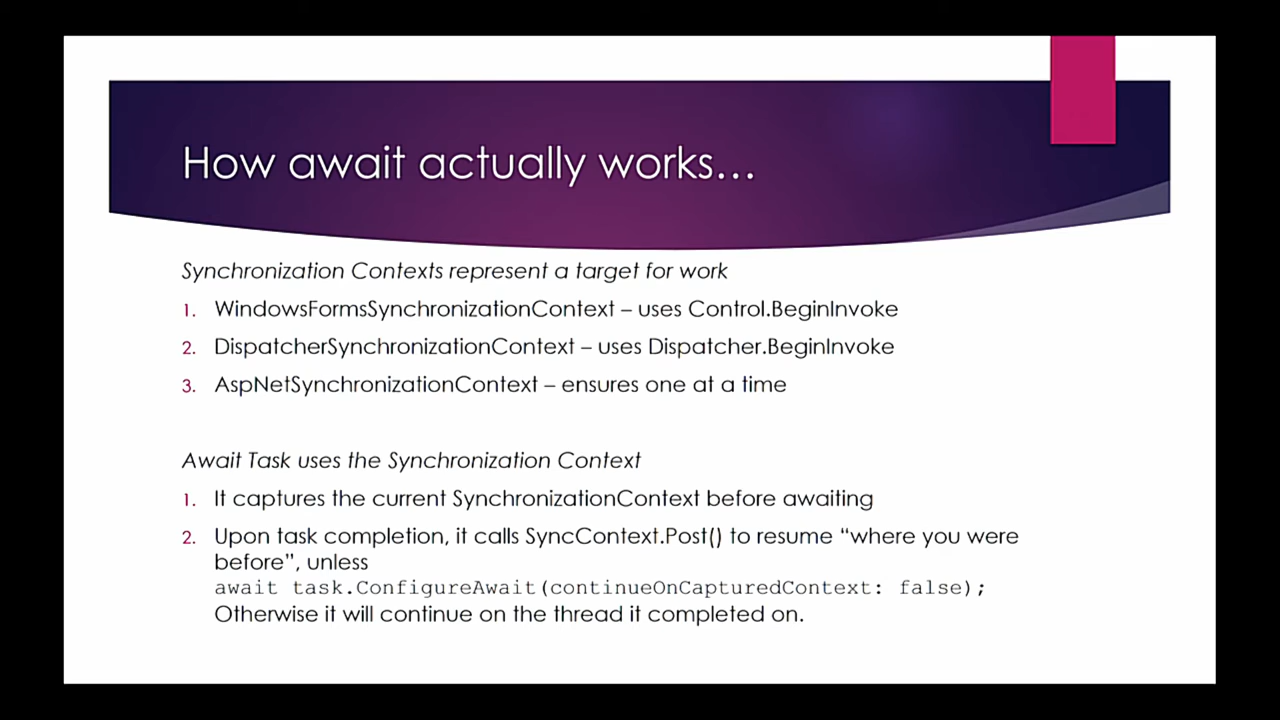 How await actually works…
Synchronization Contexts represent a target for work
1. WindowsFormsSynchronizationContext – uses Control.BeginInvoke
2. DispatcherSynchronizationContext – uses Dispatcher.BeginInvoke
3. AspNetSynchronizationContext – ensures one at a time
Await Task uses the Synchronization Context
1. It captures the current SynchronizationContext before awaiting
2. Upon task completion, it calls SyncContext.Post() to resume “where you were
before”, unless
await task.ConfigureAwait(continueOnCapturedContext: false);
Otherwise it will continue on the thread it completed on.